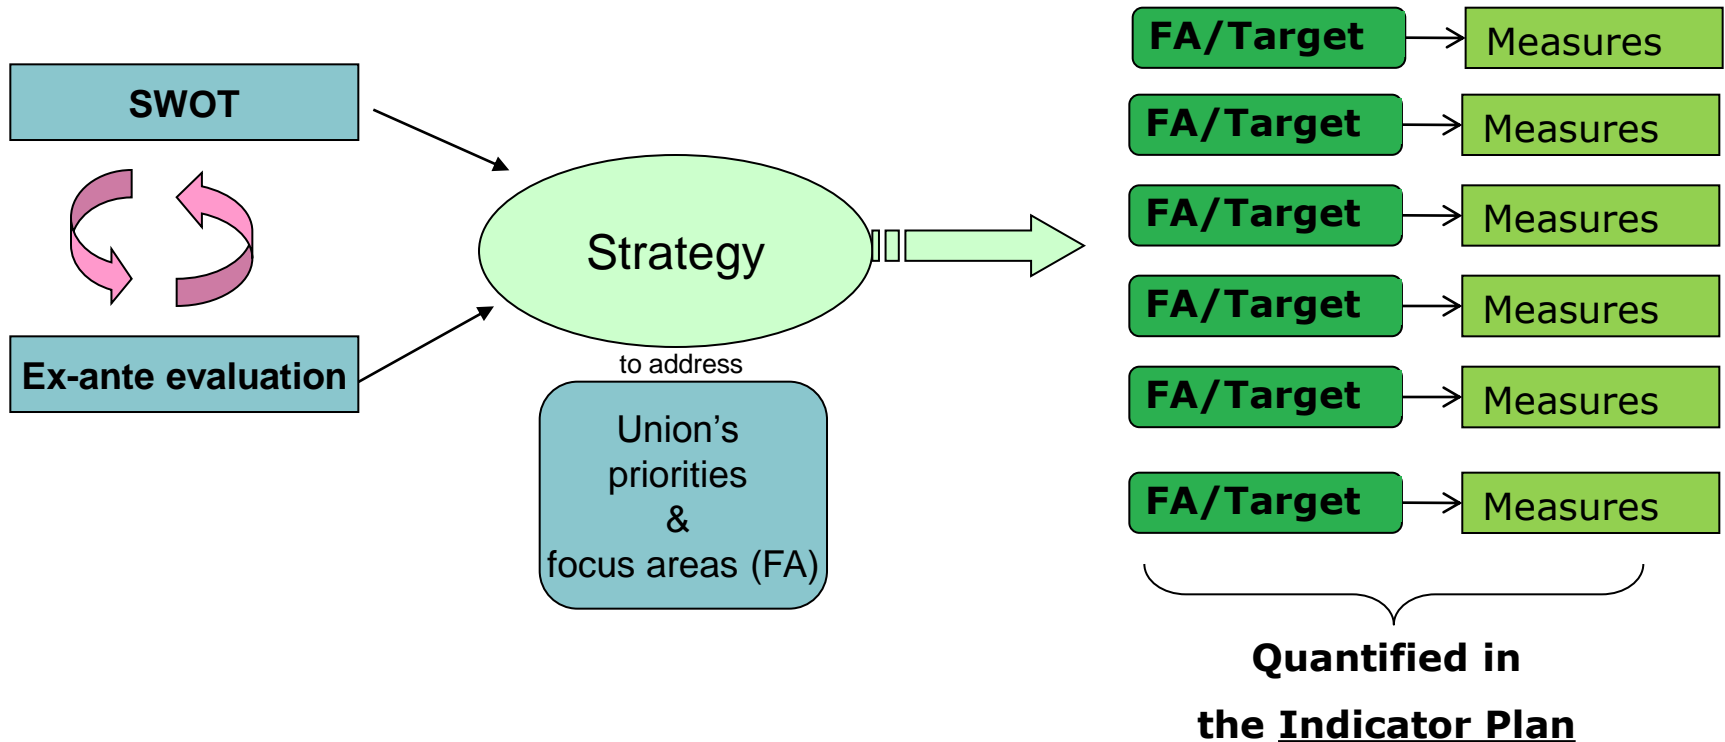 SWOT
Ex-ante evaluation
Strategy
to address
Union's
priorities
&
focus areas (FA)
FA/Target
Measures
FA/Target
Measures
FA/Target
Measures
FA/Target
Measures
FA/Target
Measures
FA/Target
Measures
Quantified in
the Indicator Plan